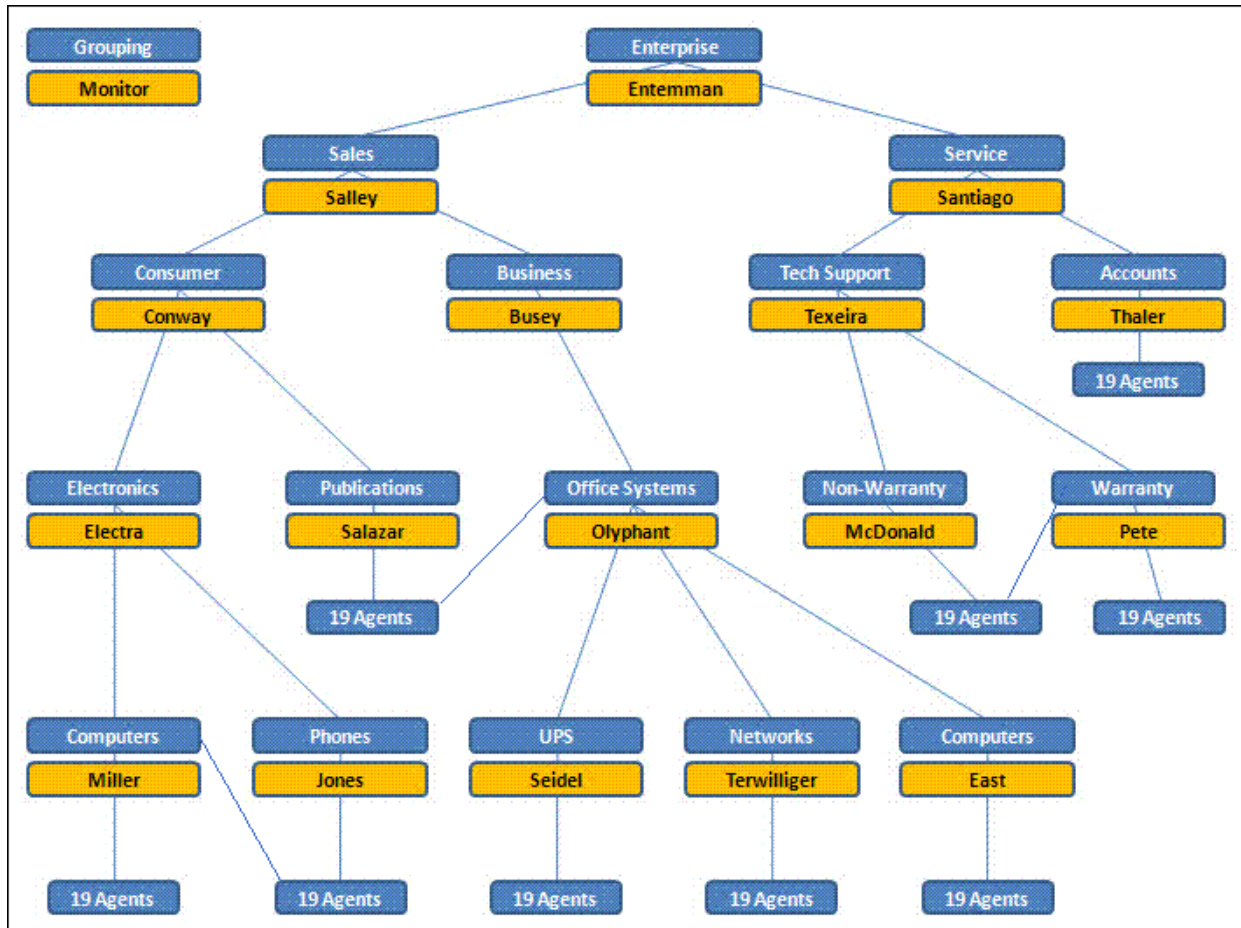 Grouping
Enterprise
Monitor
Entemman
Sales
Service
Salley
Santiago
Consumer
Business
Tech Support
Accounts
Conway
Busey
Texeira
Thaler
19 Agents
Electronics
Publications
Office Systems
Non-Warranty
Warranty
Electra
Salazar
Olyphant
McDonald
Pete
19 Agents
19 Agents
19 Agents
Computers
Phones
UPS
Networks
Computers
Miller
Jones
Seidel
Terwilliger
East
19 Agents
19 Agents
19 Agents
19 Agents
19 Agents